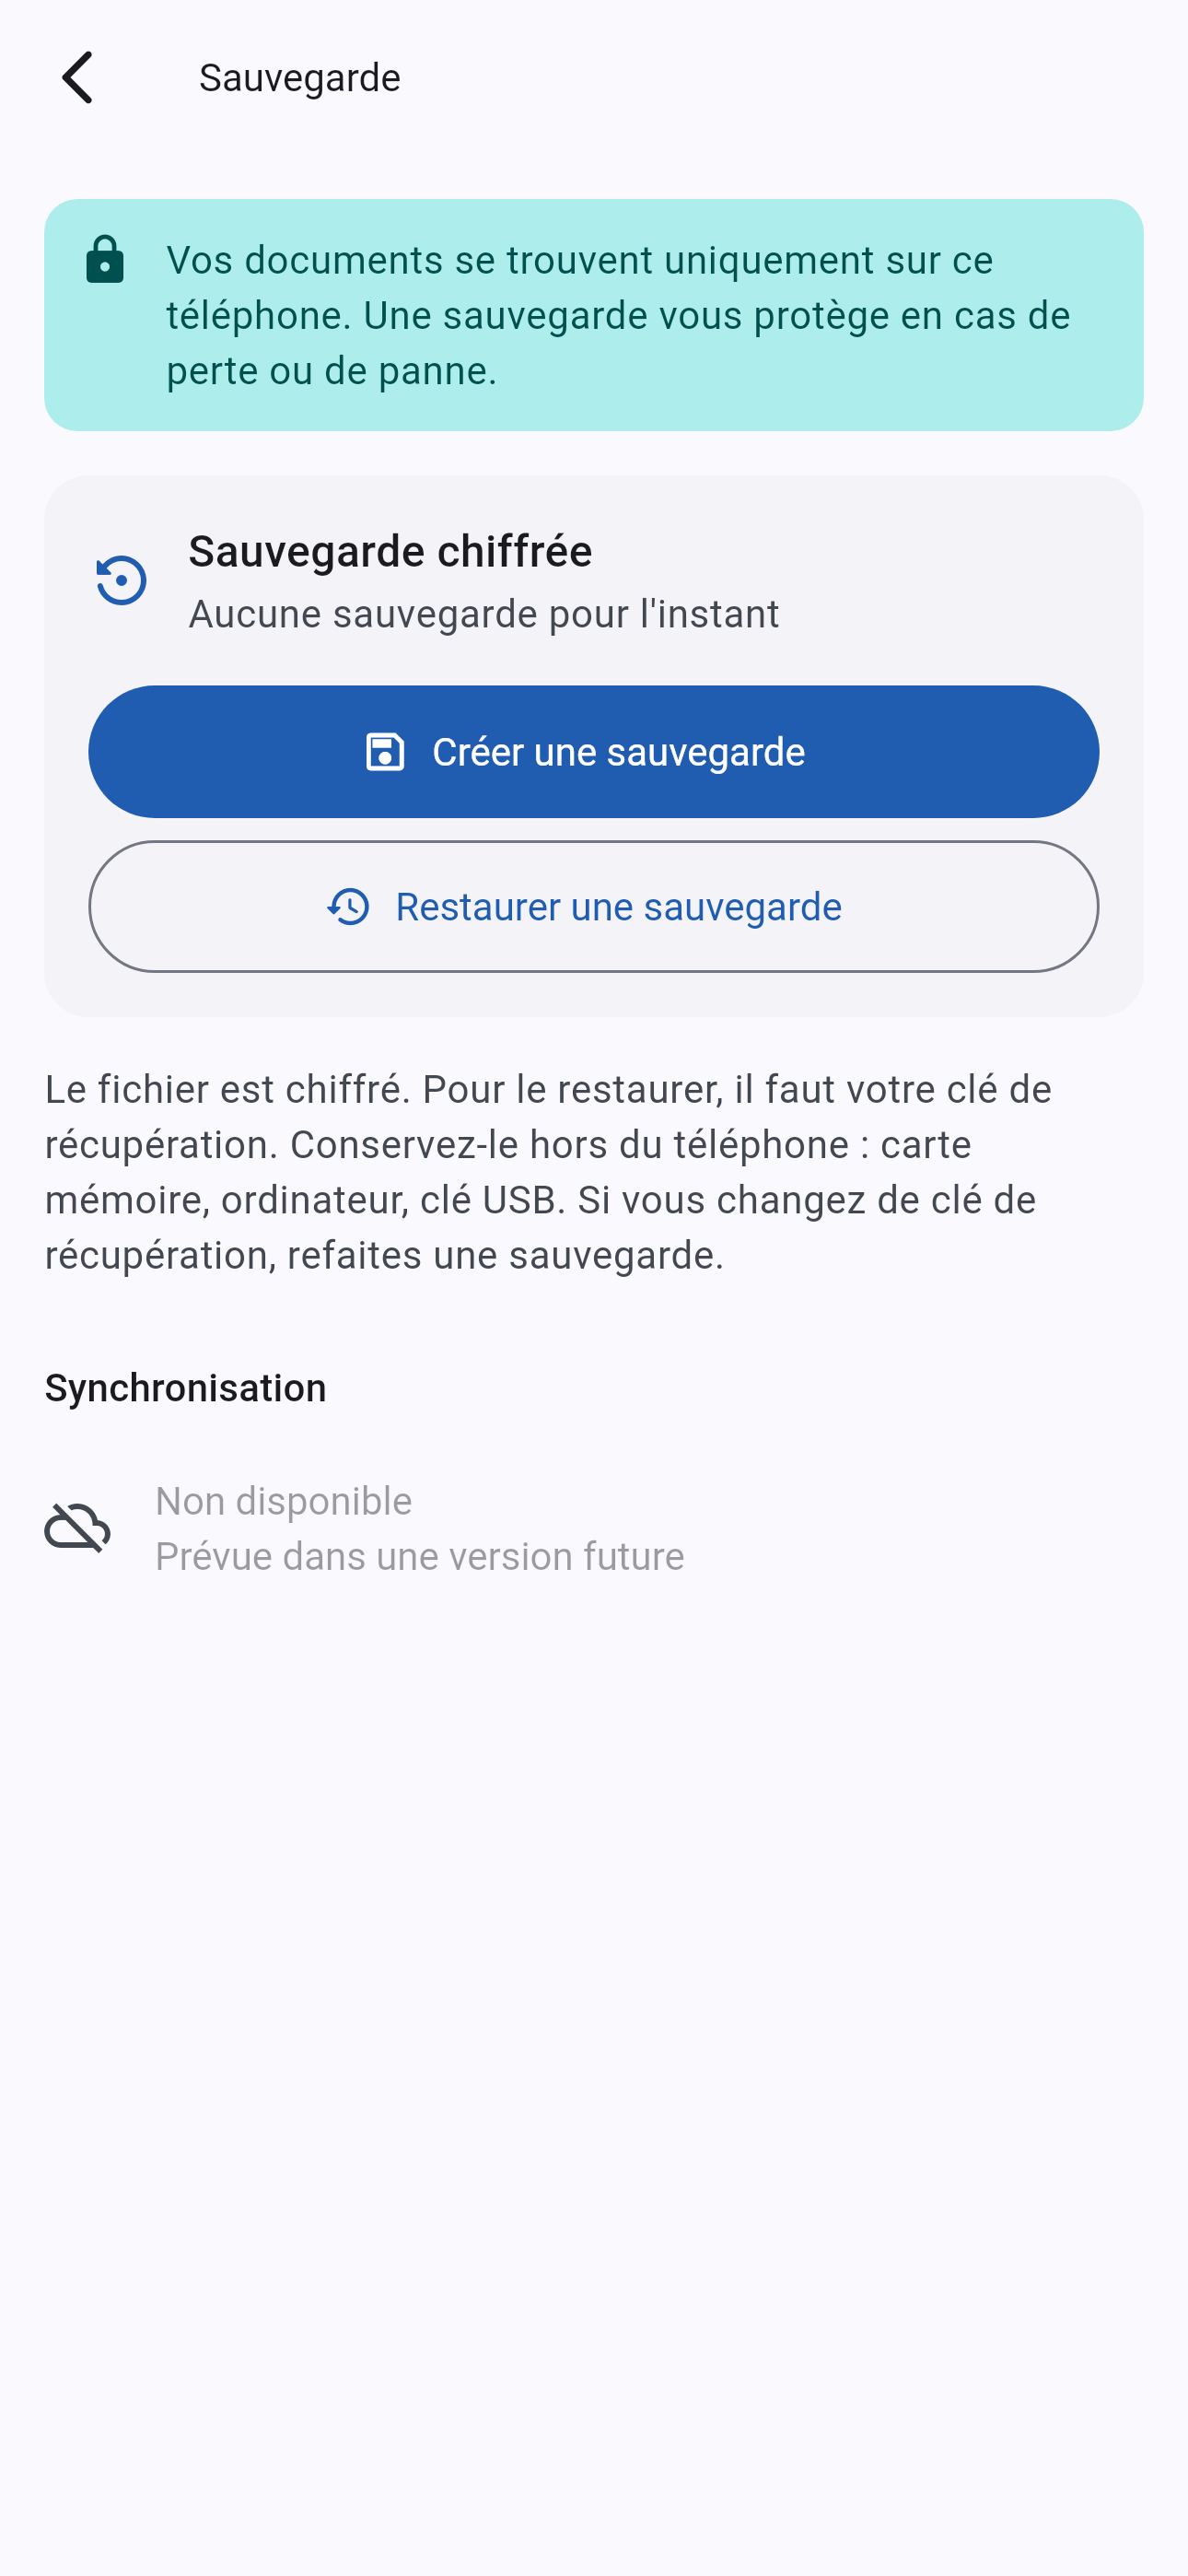 Sauvegarde
Vos documents se trouvent uniquement sur ce
téléphone. Une sauvegarde vous protège en cas de
perte ou de panne.
Sauvegarde chiffrée
Aucune sauvegarde pour l'instant
Créer une sauvegarde
Restaurer une sauvegarde
Le fichier est chiffré. Pour le restaurer, il faut votre clé de
récupération. Conservez-le hors du téléphone : carte
mémoire, ordinateur, clé USB. Si vous changez de clé de
récupération, refaites une sauvegarde.
Synchronisation
Non disponible
Prévue dans une version future